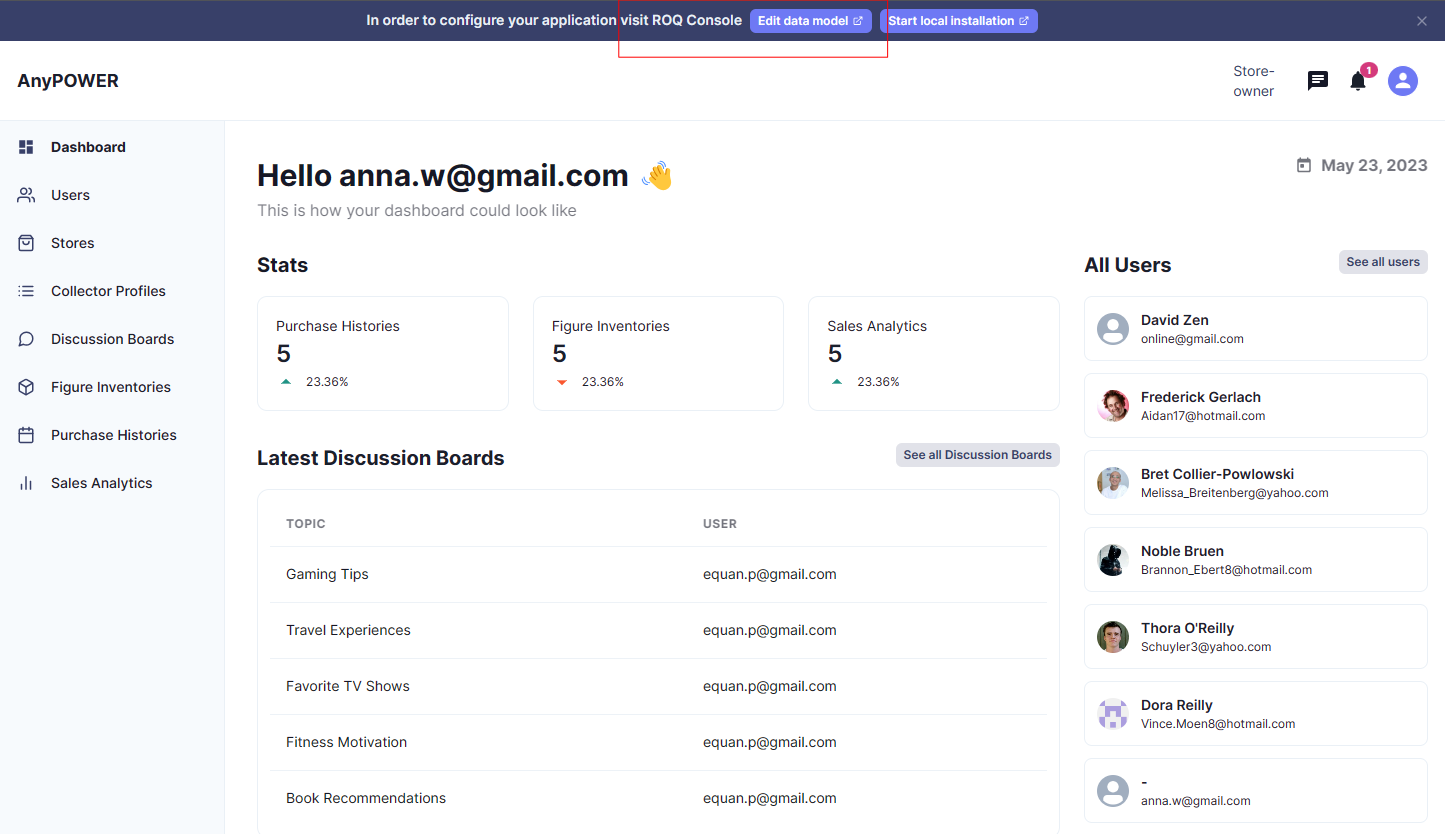 In order to configure your application visit ROQ Console Edit data model Start local installation
AnyPOWER
Store-
owner
1
Dashboard
Users
Stores
Collector Profiles
Discussion Boards
Figure Inventories
Purchase Histories
Sales Analytics
Hello anna.w@gmail.com 👋
This is how your dashboard could look like
May 23, 2023
Stats
Purchase Histories
5
23.36%
Figure Inventories
5
23.36%
Sales Analytics
5
23.36%
Latest Discussion Boards
See all Discussion Boards
TOPIC USER
Gaming Tips equan.p@gmail.com
Travel Experiences equan.p@gmail.com
Favorite TV Shows equan.p@gmail.com
Fitness Motivation equan.p@gmail.com
Book Recommendations equan.p@gmail.com
All Users
See all users
David Zen
online@gmail.com
Frederick Gerlach
Aidan17@hotmail.com
Bret Collier-Powlowski
Melissa_Breitenberg@yahoo.com
Noble Bruen
Brannon_Ebert8@hotmail.com
Thora O'Reilly
Schuyler3@yahoo.com
Dora Reilly
Vince.Moen8@hotmail.com
-
anna.w@gmail.com